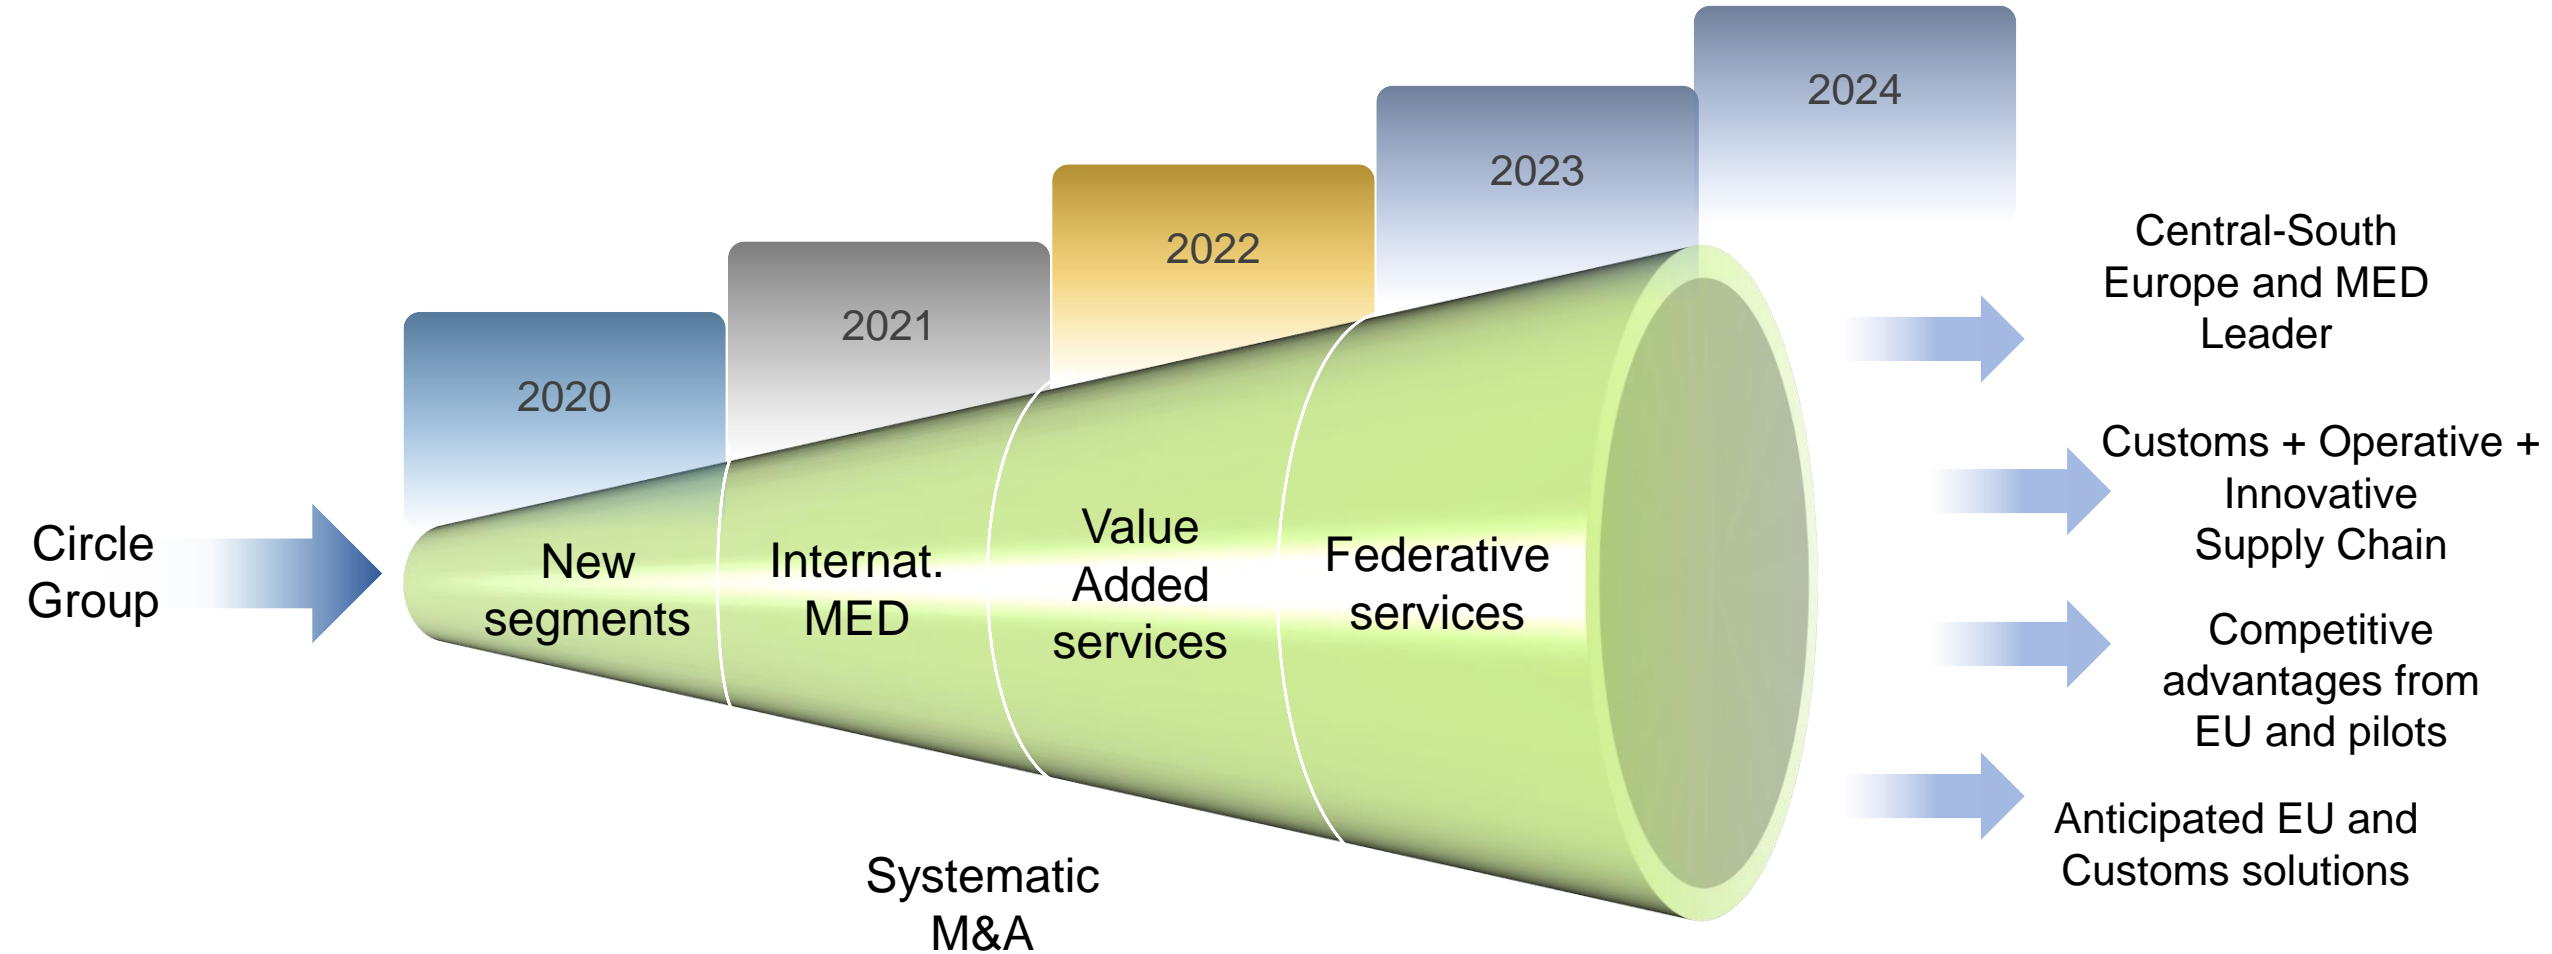 2024
2023
2022
2021
2020
Circle
Group
New
segments
Internat.
MED
Value
Added
services
Federative
services
Systematic
M&A
Central-South
Europe and MED
Leader
Customs + Operative +
Innovative
Supply Chain
Competitive
advantages from
EU and pilots
Anticipated EU and
Customs solutions